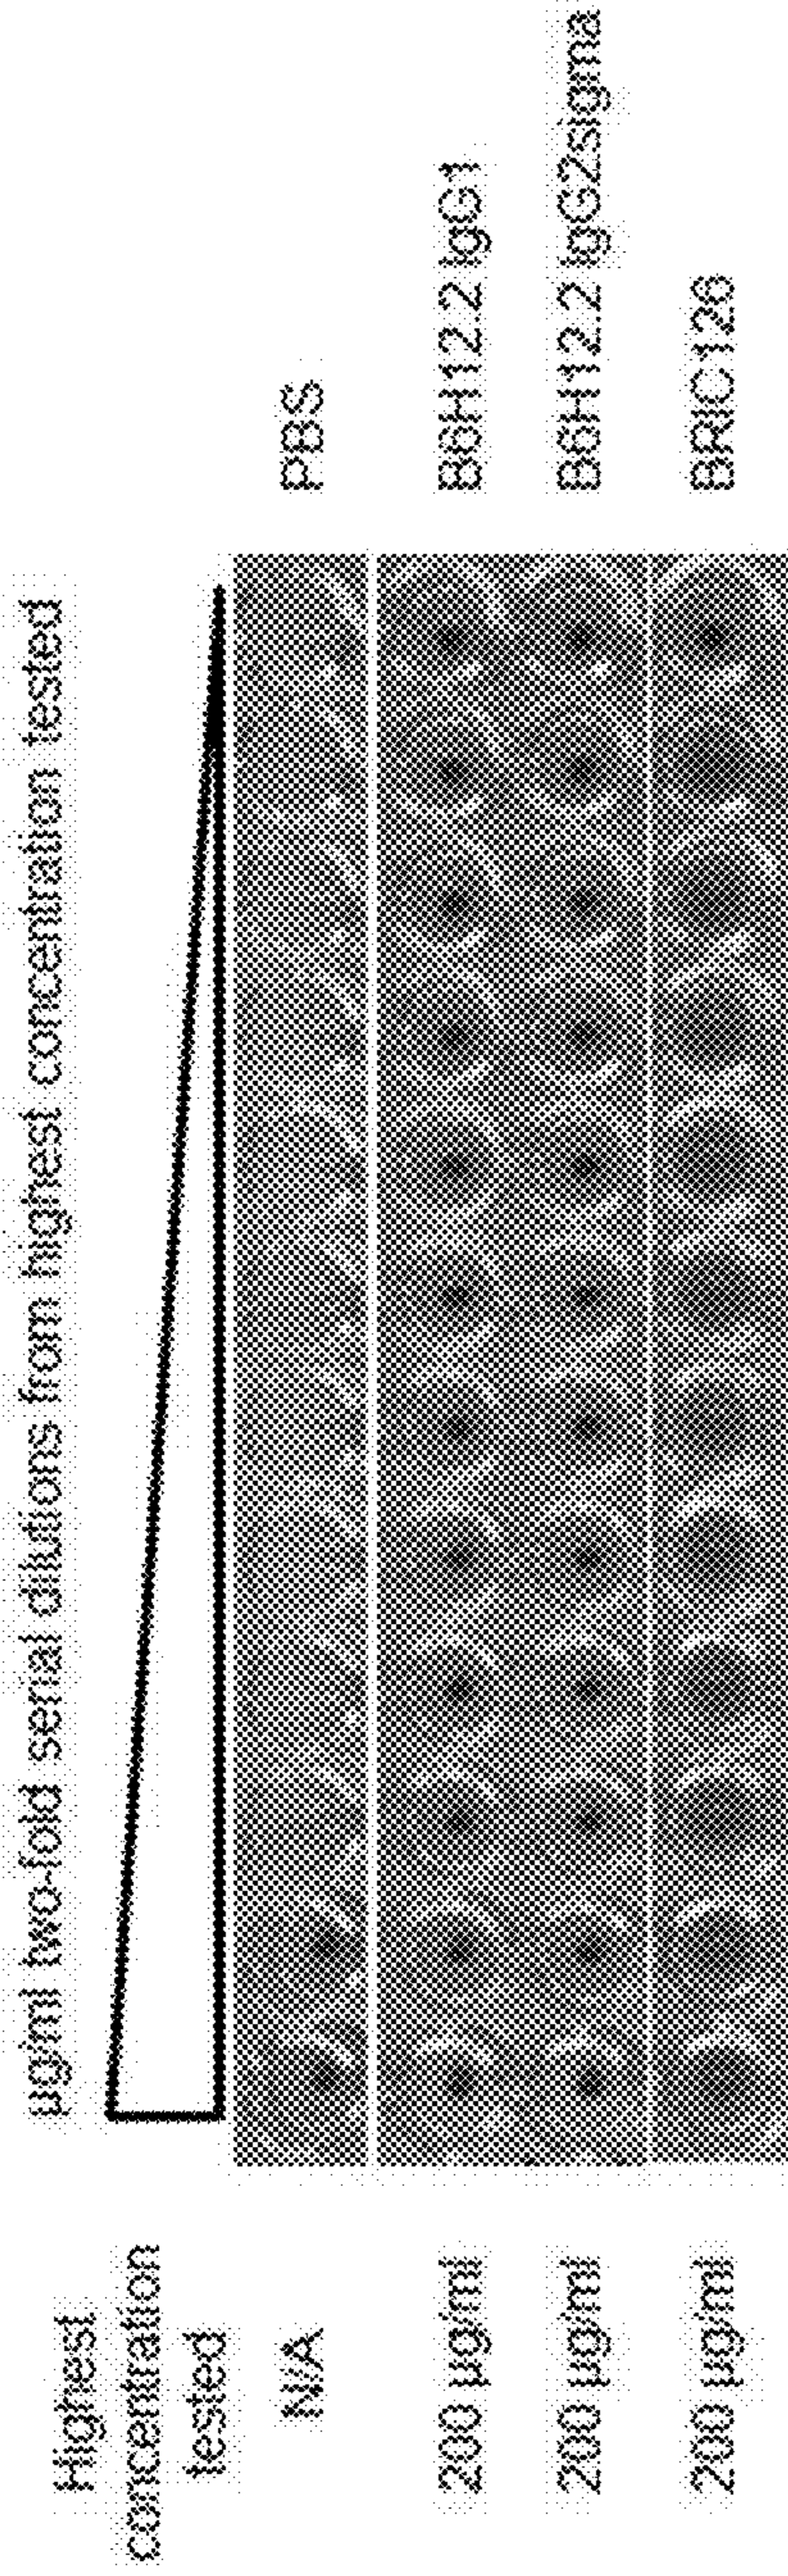 µg/ml two-fold serial dilutions from highest concentration tested
Highest
concentration
tested
N/A
PBS
200 µg/ml
B6H12.2 IgG1
200 µg/ml
B6H12.2 IgG2sigma
200 µg/ml
BRIC126